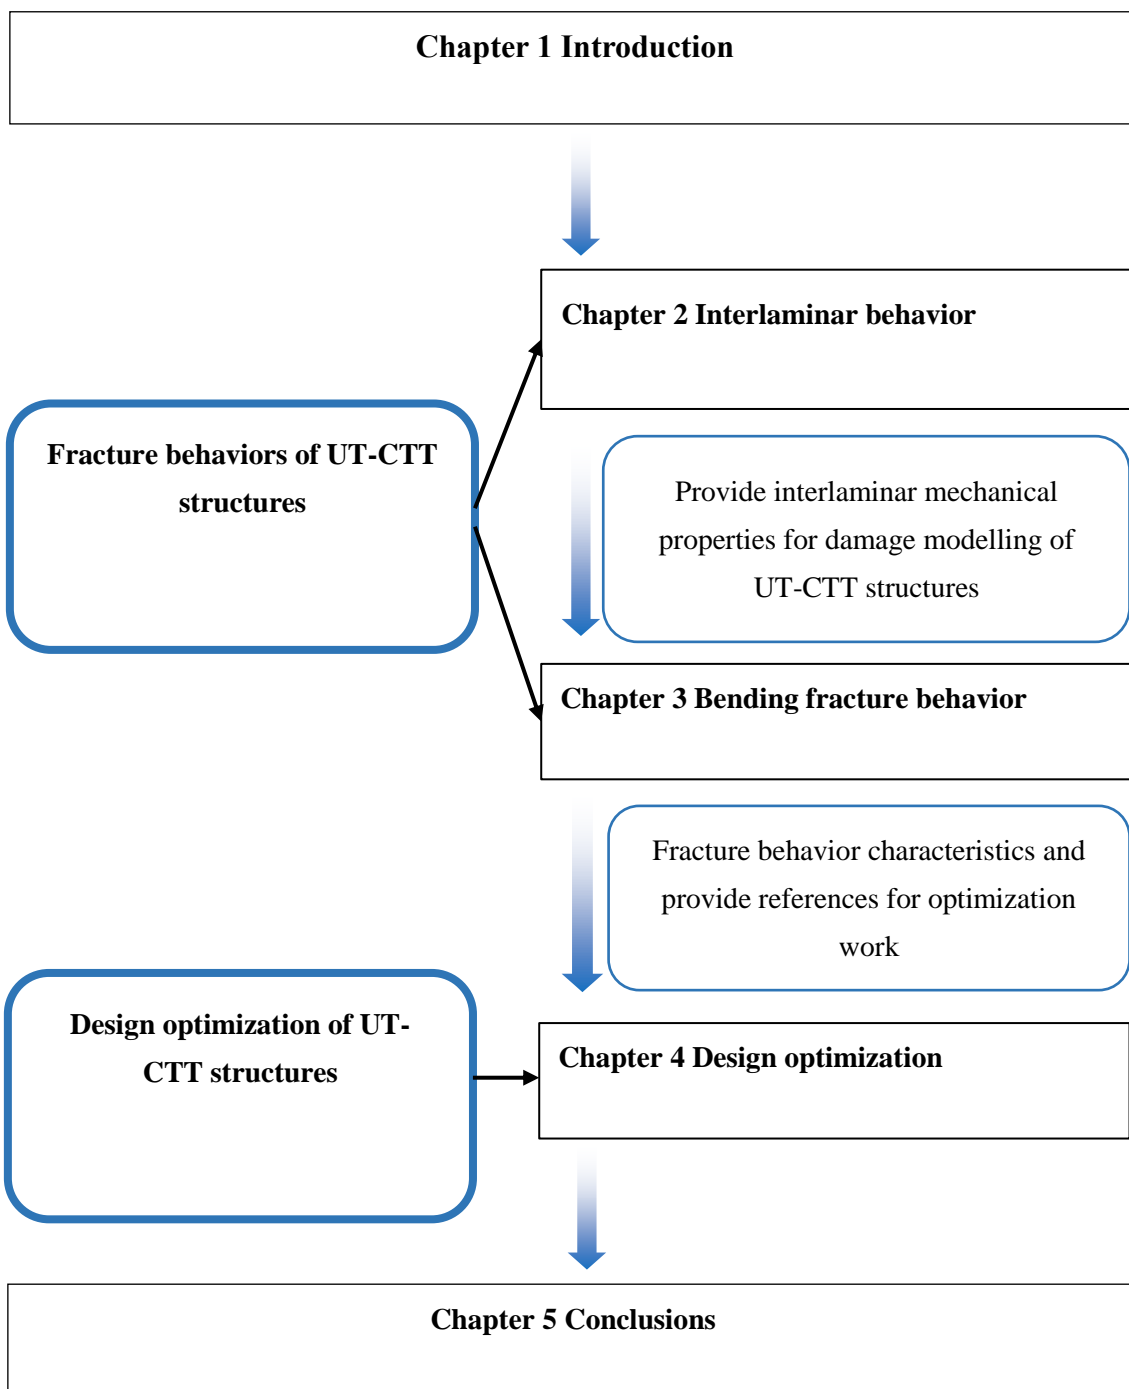 Chapter 1 Introduction
Chapter 2 Interlaminar behavior
Fracture behaviors of UT-CTT
structures
Provide interlaminar mechanical
properties for damage modelling of
UT-CTT structures
Chapter 3 Bending fracture behavior
Fracture behavior characteristics and
provide references for optimization
work
Design optimization of UT-
CTT structures
Chapter 4 Design optimization
Chapter 5 Conclusions